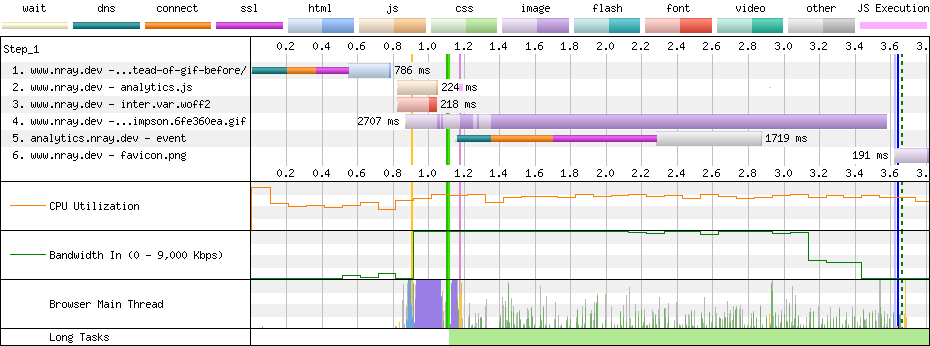 wait dns connect ssl html js css image flash font video other JS Execution
Step_1 0.2 0.4 0.6 0.8 1.0 1.2 1.4 1.6 1.8 2.0 2.2 2.4 2.6 2.8 3.0 3.2 3.4 3.6 3.
1. www.nray.dev -...tead-of-gif-before/ 786 ms
2. www.nray.dev - analytics.js 224 ms
3. www.nray.dev - inter.var.woff2 218 ms
4. www.nray.dev -...impson.6fe360ea.gif 2707 ms
5. analytics.nray.dev - event 1719 ms
6. www.nray.dev - favicon.png 191 ms
0.2 0.4 0.6 0.8 1.0 1.2 1.4 1.6 1.8 2.0 2.2 2.4 2.6 2.8 3.0 3.2 3.4 3.6 3.8
CPU Utilization
Bandwidth In (0 - 9,000 Kbps)
Browser Main Thread
Long Tasks